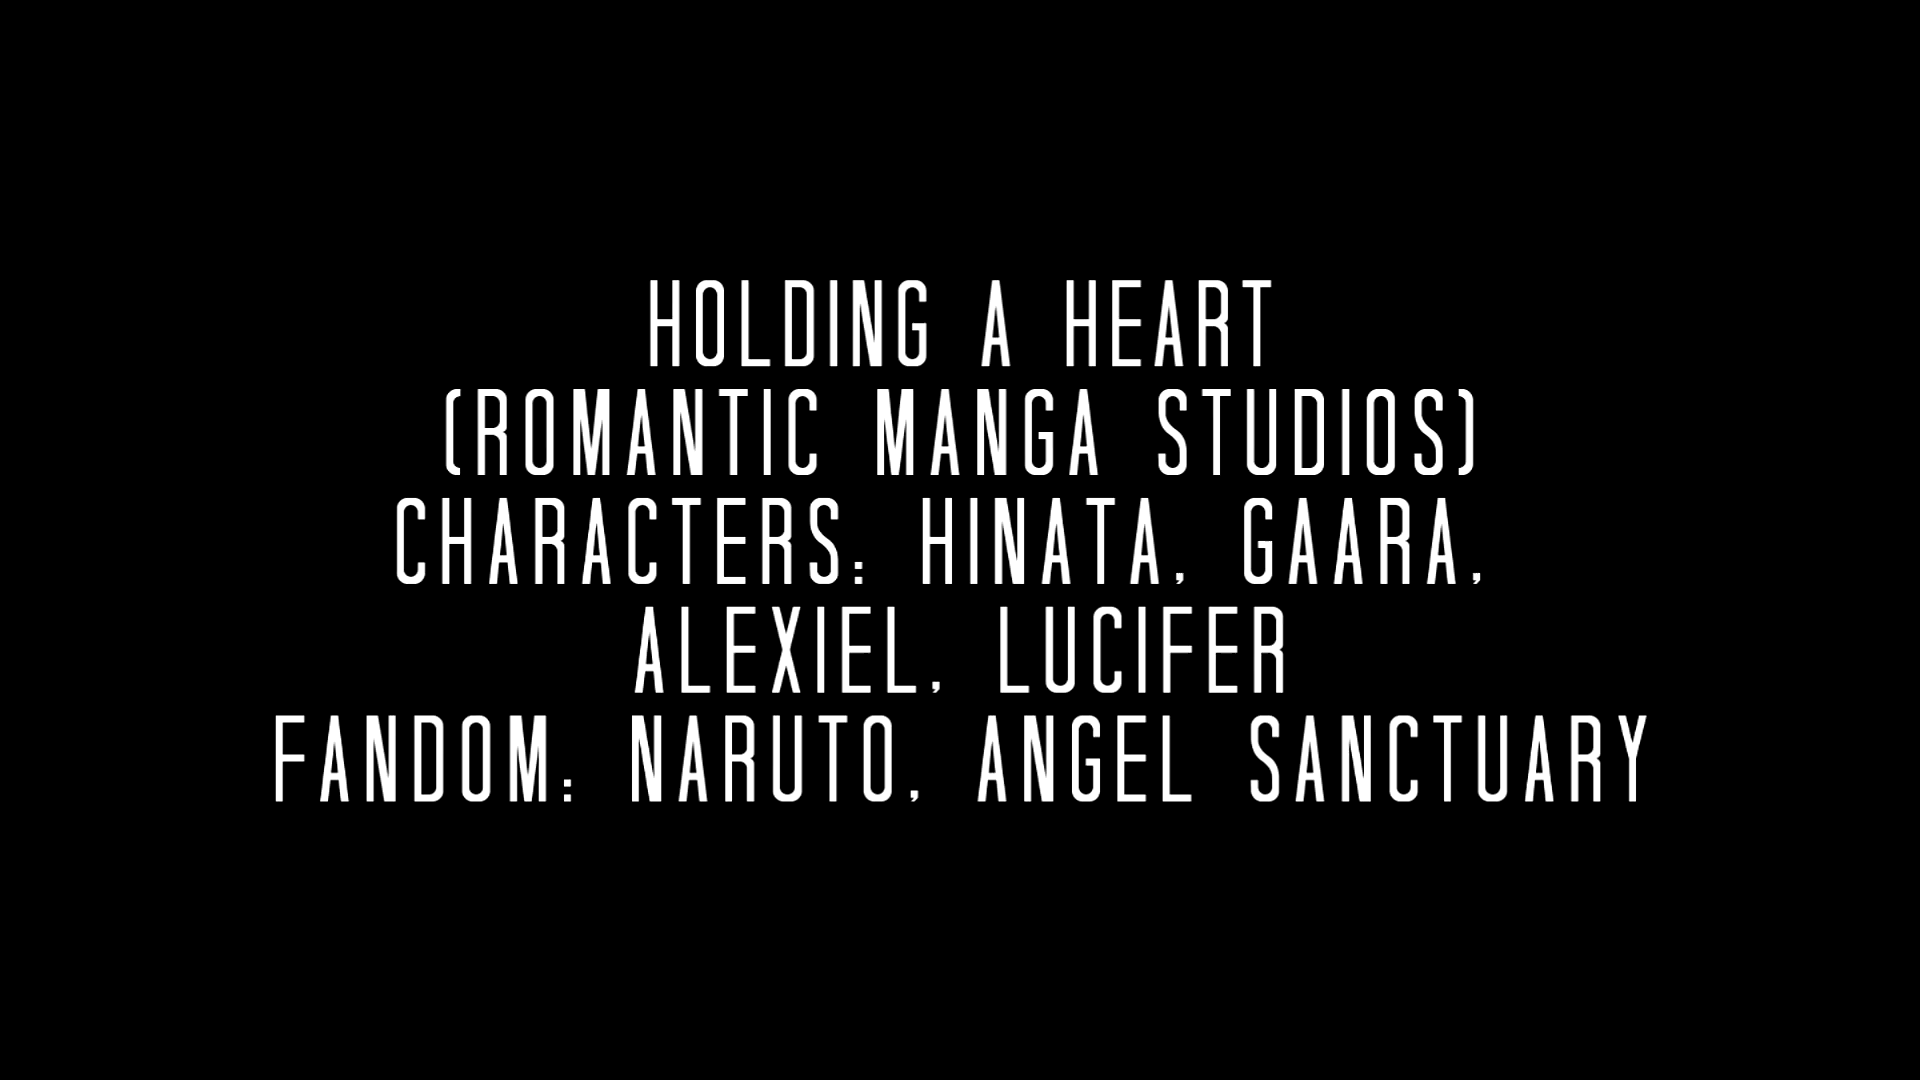 HOLDING A HEART
(ROMANTIC MANGA STUDIOS)
CHARACTERS: HINATA, GAARA,
ALEXIEL, LUCIFER
FANDOM: NARUTO, ANGEL SANCTUARY